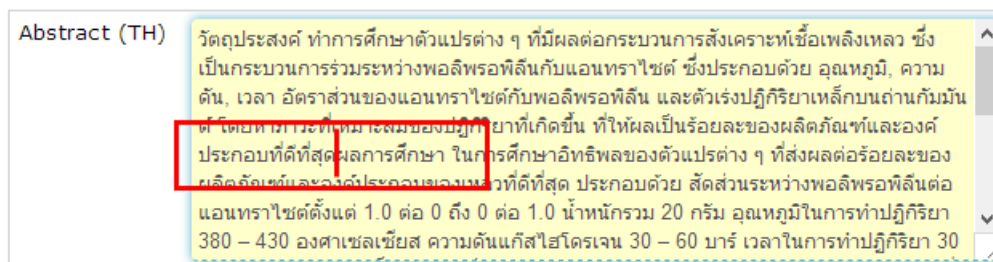 Abstract (TH)
วัตถุประสงค์ ทำการศึกษาตัวแปรต่าง ๆ ที่มีผลต่อกระบวนการสังเคราะห์เชื้อเพลิงเหลว ซึ่ง
เป็นกระบวนการร่วมระหว่างพอลิพรอพิลีนกับแอนทราไซต์ ซึ่งประกอบด้วย อุณหภูมิ, ความ
ดัน, เวลา อัตราส่วนของแอนทราไซต์กับพอลิพรอพิลีน และตัวเร่งปฏิกิริยาเหล็กบนถ่านกัมมัน
ต์ โดยหาภาวะที่เหมาะสมของปฏิกิริยาที่เกิดขึ้น ที่ให้ผลเป็นร้อยละของผลิตภัณฑ์และองค์
ประกอบที่ดีที่สุดผลการศึกษา ในการศึกษาอิทธิพลของตัวแปรต่าง ๆ ที่ส่งผลต่อร้อยละของ
ผลิตภัณฑ์และองค์ประกอบของเหลวที่ดีที่สุด ประกอบด้วย สัดส่วนระหว่างพอลิพรอพิลีนต่อ
แอนทราไซต์ตั้งแต่ 1.0 ต่อ 0 ถึง 0 ต่อ 1.0 น้ำหนักรวม 20 กรัม อุณหภูมิในการทำปฏิกิริยา
380 – 430 องศาเซลเซียส ความดันแก๊สไฮโดรเจน 30 – 60 บาร์ เวลาในการทำปฏิกิริยา 30